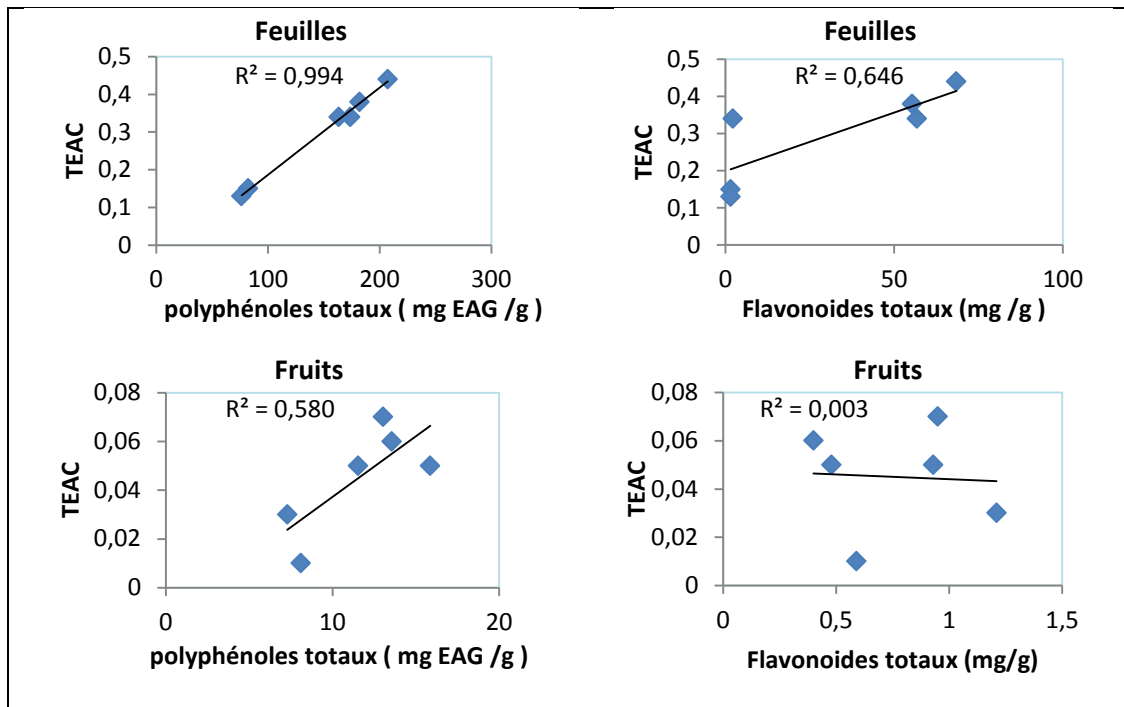 Feuilles
R² = 0,994
0,5
0,4
0,3
0,2
0,1
0
TEAC
0 100 200 300
polyphénoles totaux ( mg EAG /g )
Feuilles
R² = 0,646
0,5
0,4
0,3
0,2
0,1
0
TEAC
0 50 100
Flavonoides totaux (mg /g )
Fruits
R² = 0,580
0,08
0,06
0,04
0,02
0
TEAC
0 10 20
polyphénoles totaux ( mg EAG /g )
Fruits
R² = 0,003
0,08
0,06
0,04
0,02
0
TEAC
0 0,5 1 1,5
Flavonoides totaux (mg/g)